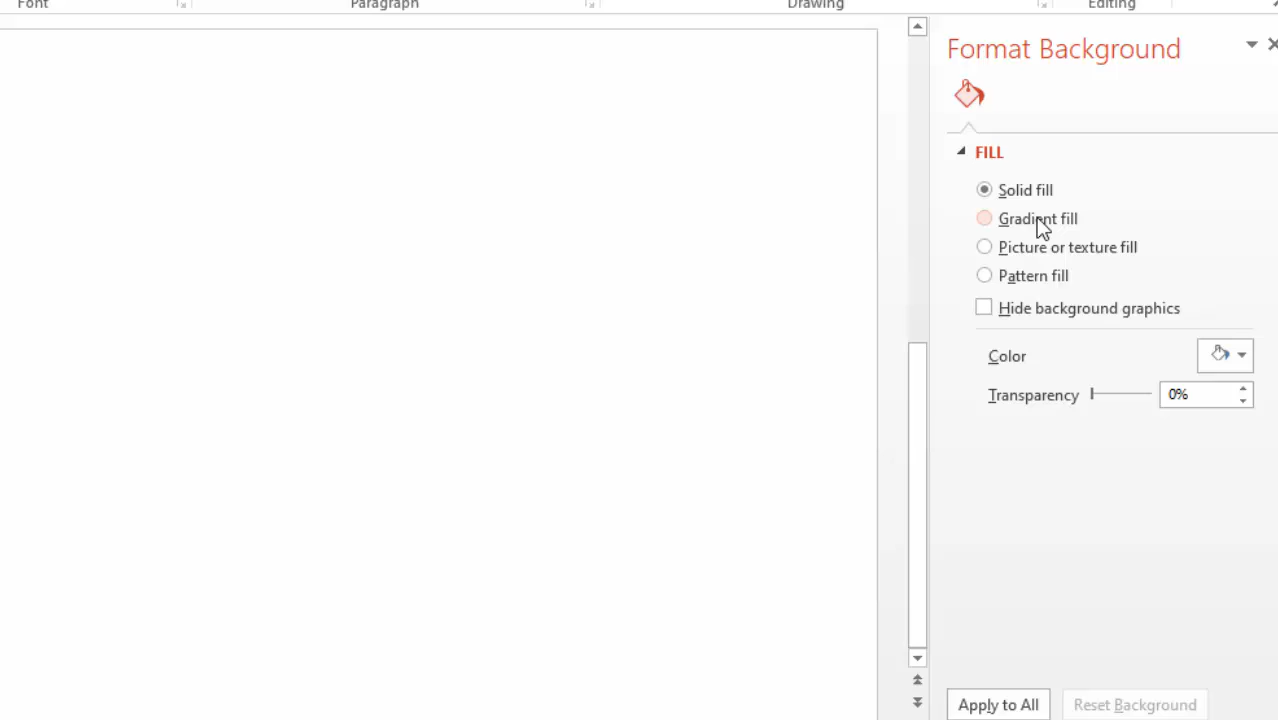 Font
Paragraph
Drawing
Editing
Format Background
FILL
Solid fill
Gradient fill
Picture or texture fill
Pattern fill
Hide background graphics
Color
Transparency
0%
Apply to All
Reset Background